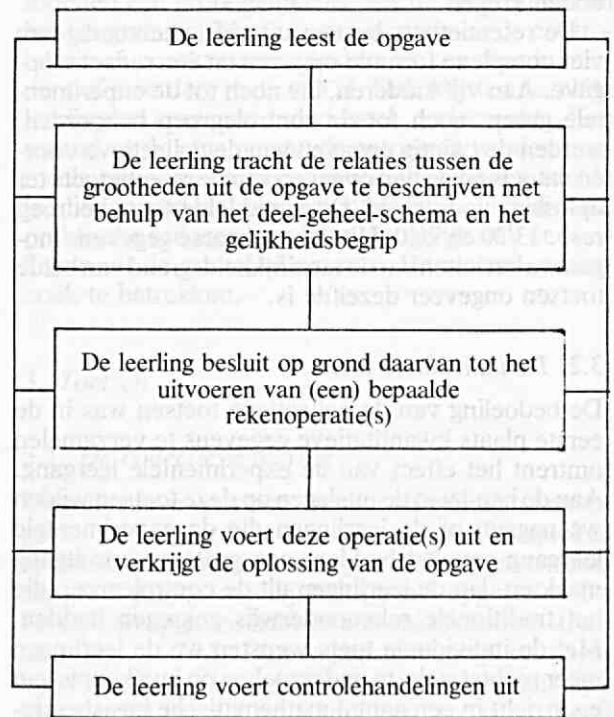 De leerling leest de opgave
De leerling tracht de relaties tussen de
grootheden uit de opgave te beschrijven met
behulp van het deel-geheel-schema en het
gelijkheidsbegrip
De leerling besluit op grond daarvan tot het
uitvoeren van (een) bepaalde
rekenoperatie(s)
De leerling voert deze operatie(s) uit en
verkrijgt de oplossing van de opgave
De leerling voert controlehandelingen uit